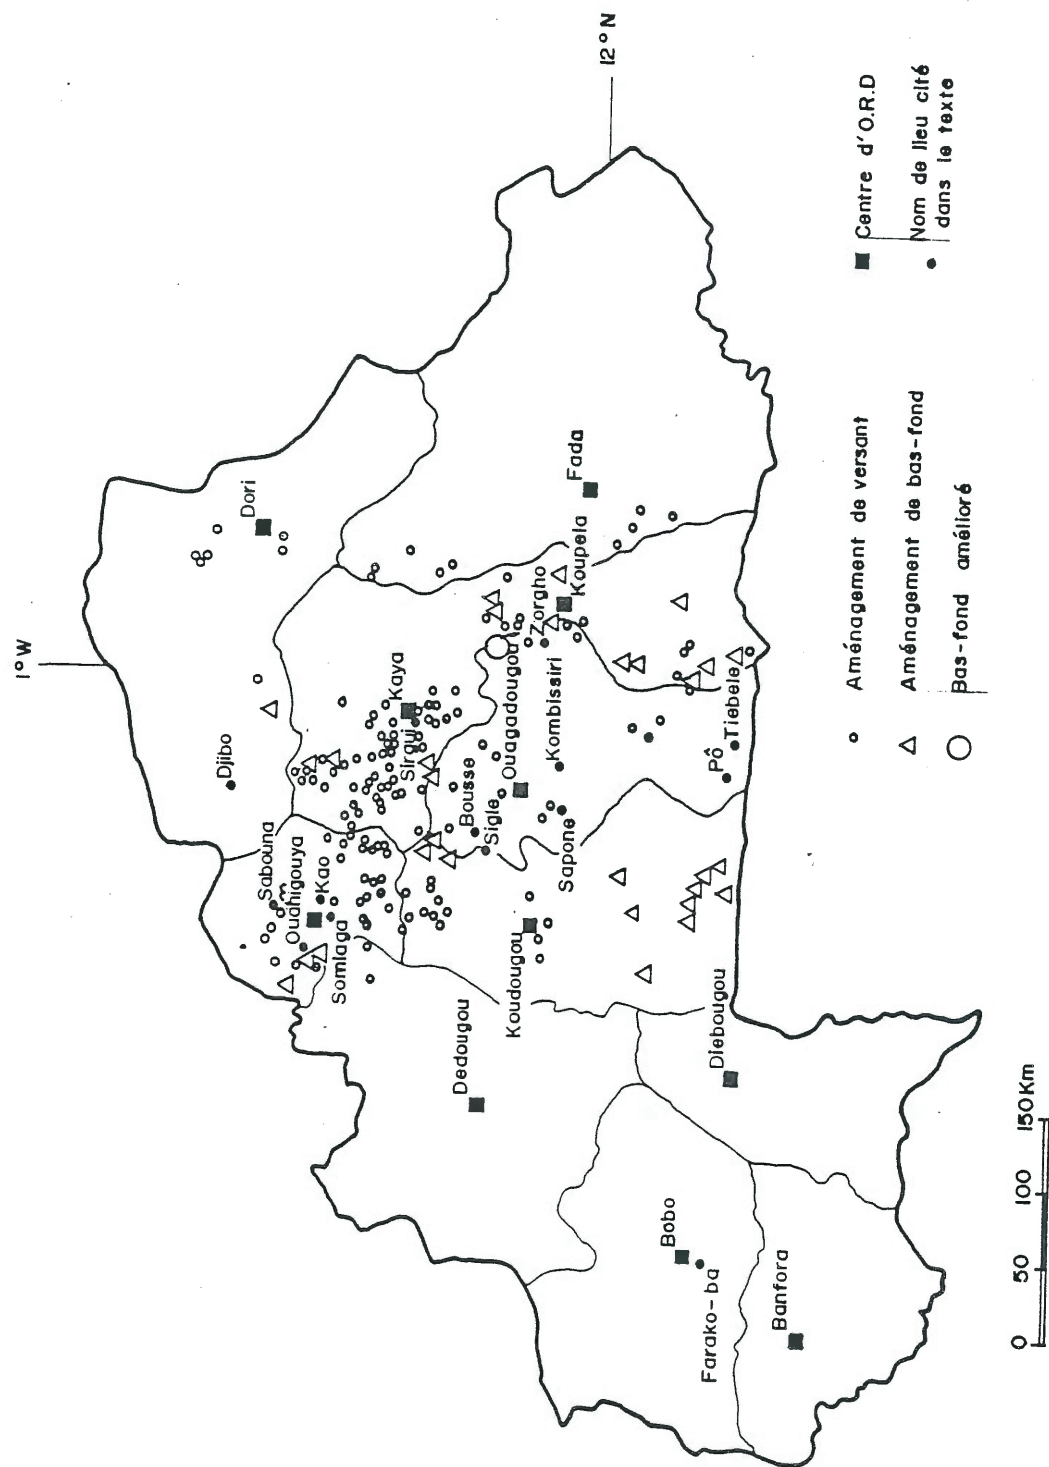 1°W
12°N
Dori
Djibo
Sabouna
Ouahigouya
Kao
Somlaga
Kaya
Sirgui
Bousse
Sigle
Ouagadougou
Zorgho
Koupela
Fada
Kombissiri
Sapone
Koudougou
Dedougou
Pô
Tiebele
Diebougou
Bobo
Farako-ba
Banfora
0 50 100 150Km
Aménagement de versant
Aménagement de bas-fond
Bas-fond amélioré
Centre d'O.R.D
Nom de lieu cité
dans le texte